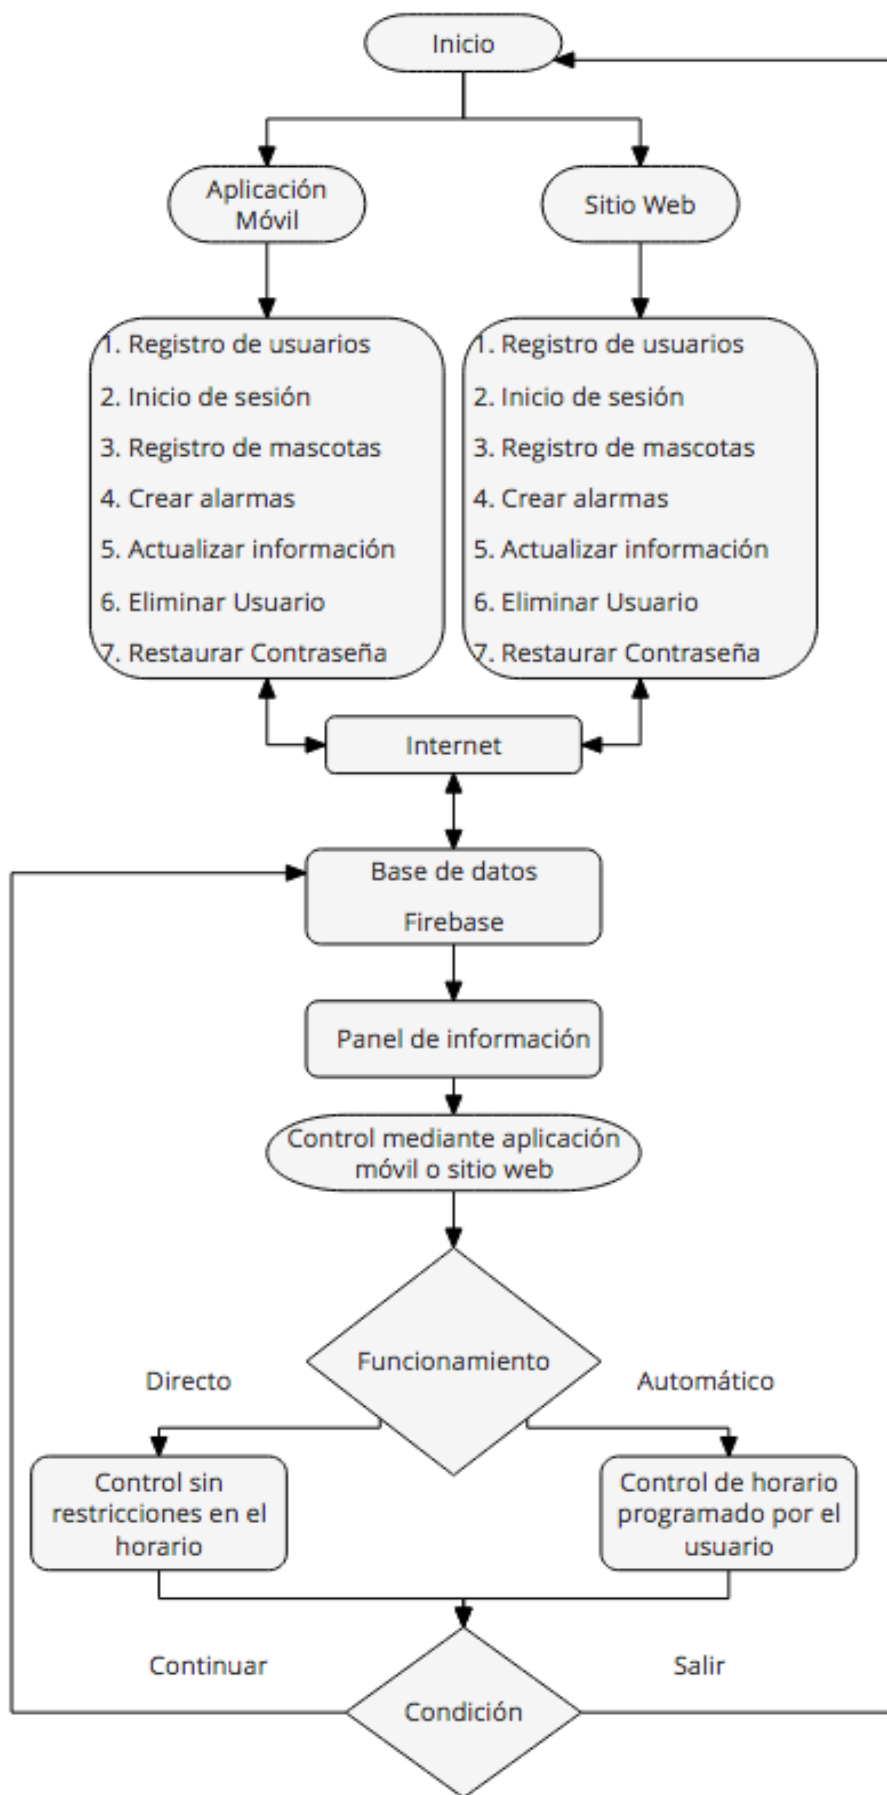 Inicio
Aplicación
Móvil
Sitio Web
1. Registro de usuarios
2. Inicio de sesión
3. Registro de mascotas
4. Crear alarmas
5. Actualizar información
6. Eliminar Usuario
7. Restaurar Contraseña
1. Registro de usuarios
2. Inicio de sesión
3. Registro de mascotas
4. Crear alarmas
5. Actualizar información
6. Eliminar Usuario
7. Restaurar Contraseña
Internet
Base de datos
Firebase
Panel de información
Control mediante aplicación
móvil o sitio web
Funcionamiento
Directo
Automático
Control sin
restricciones en el
horario
Control de horario
programado por el
usuario
Continuar
Salir
Condición